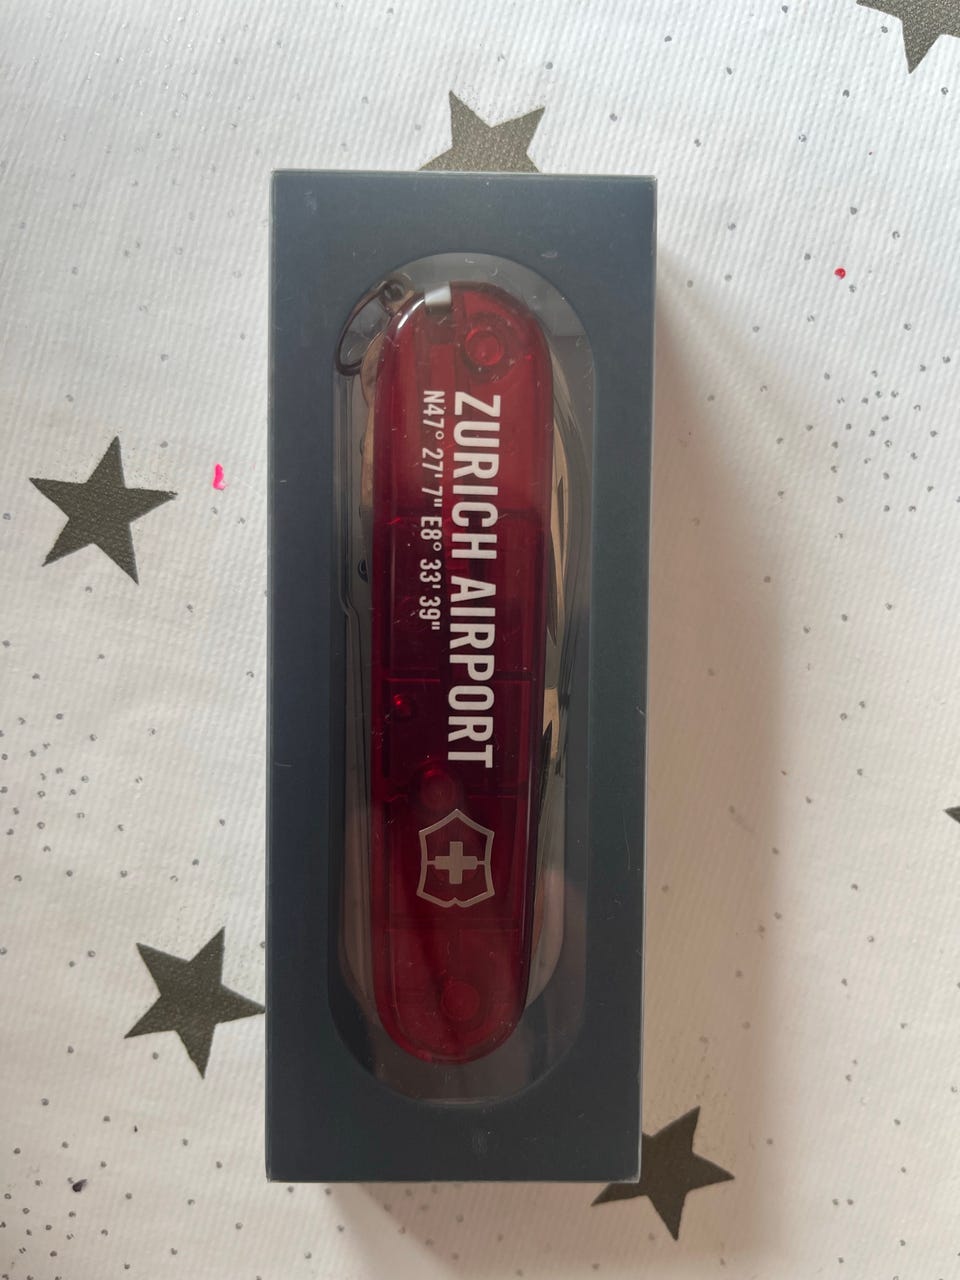 ZURICH AIRPORT
N47° 27' 7" E8° 33' 39"